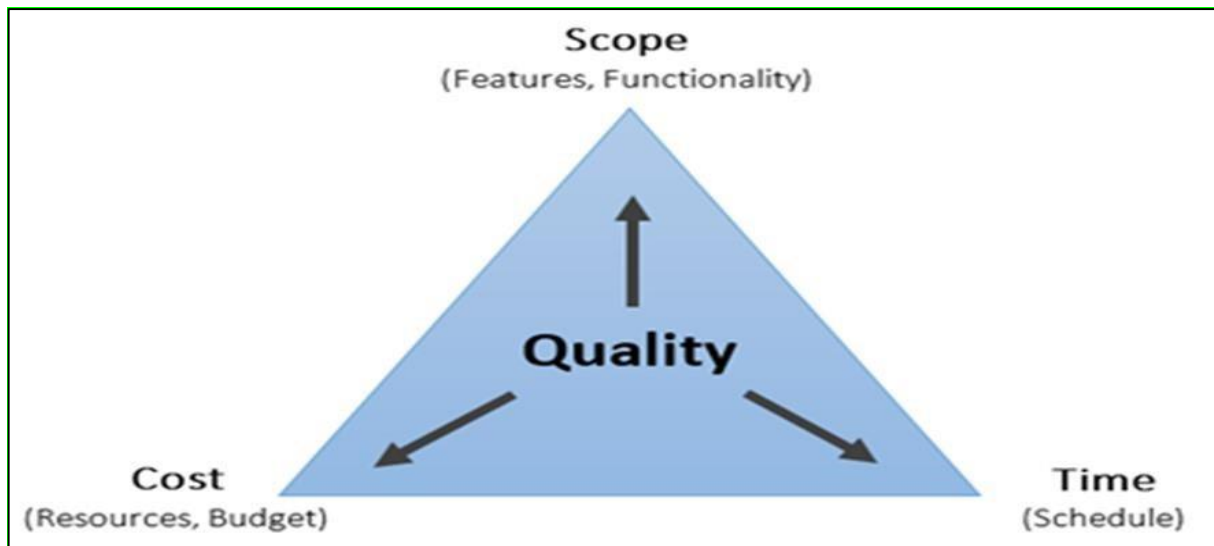 Scope
(Features, Functionality)
Quality
Cost
(Resources, Budget)
Time
(Schedule)